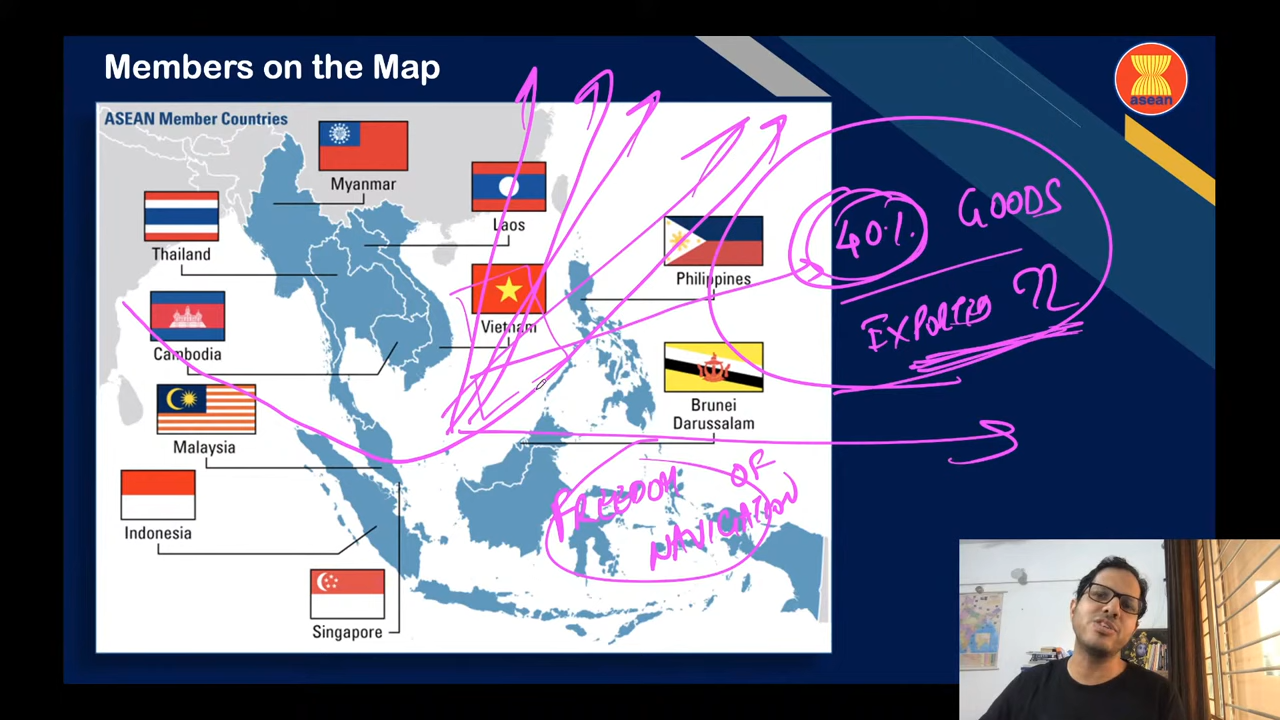 Members on the Map
asean
ASEAN Member Countries
Myanmar
Laos
Thailand
Philippines
Vietnam
Cambodia
Brunei
Darussalam
Malaysia
Indonesia
Singapore
40%. GOODS
EXPORTED
FREEDOM OF
NAVIGATION